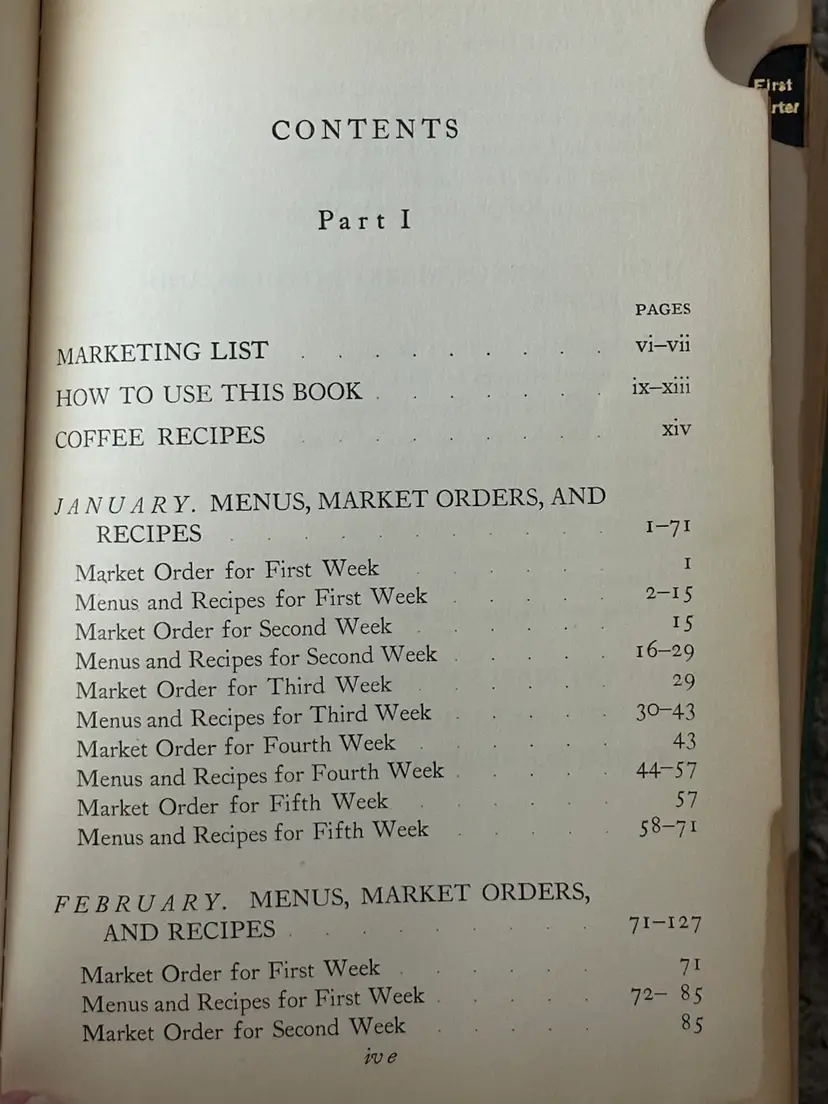 First
rter
CONTENTS
Part I
PAGES
MARKETING LIST . . . . . . . . . vi–vii
HOW TO USE THIS BOOK . . . . . . . ix–xiii
COFFEE RECIPES . . . . . . . . . xiv
JANUARY. MENUS, MARKET ORDERS, AND
RECIPES . . . . . . . . . . . 1–71
Market Order for First Week . . . . . . 1
Menus and Recipes for First Week . . . . . 2–15
Market Order for Second Week . . . . . . 15
Menus and Recipes for Second Week . . . . . 16–29
Market Order for Third Week . . . . . . 29
Menus and Recipes for Third Week . . . . . 30–43
Market Order for Fourth Week . . . . . . 43
Menus and Recipes for Fourth Week . . . . . 44–57
Market Order for Fifth Week . . . . . . 57
Menus and Recipes for Fifth Week . . . . . 58–71
FEBRUARY. MENUS, MARKET ORDERS,
AND RECIPES . . . . . . . . . 71–127
Market Order for First Week . . . . . . 71
Menus and Recipes for First Week . . . . . 72– 85
Market Order for Second Week . . . . . 85
iv e